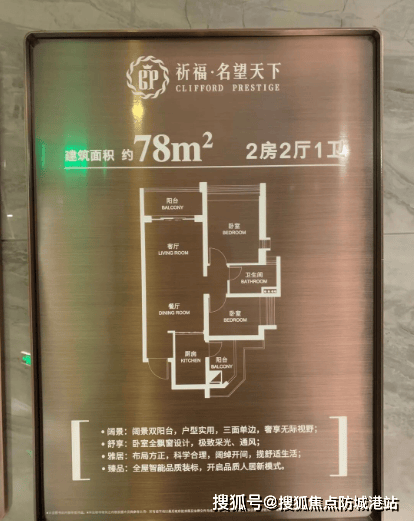 祈福·名望天下
CLIFFORD PRESTIGE
建筑面积 约78m² 2房2厅1卫
阳台
BALCONY
卧室
BEDROOM
客厅
LIVING ROOM
卫生间
BATHROOM
餐厅
DINING ROOM
卧室
BEDROOM
厨房
KITCHEN
阳台
BALCONY
• 阔景：阔景双阳台，户型实用，三面单边，奢享无际视野；
• 舒享：卧室全飘窗设计，极致采光、通风；
• 雅居：布局方正，科学合理，阔绰开间，揽舒适生活；
• 臻品：全屋智能品质装标，开启品质人居新模式。
搜狐号@搜狐焦点防城港站